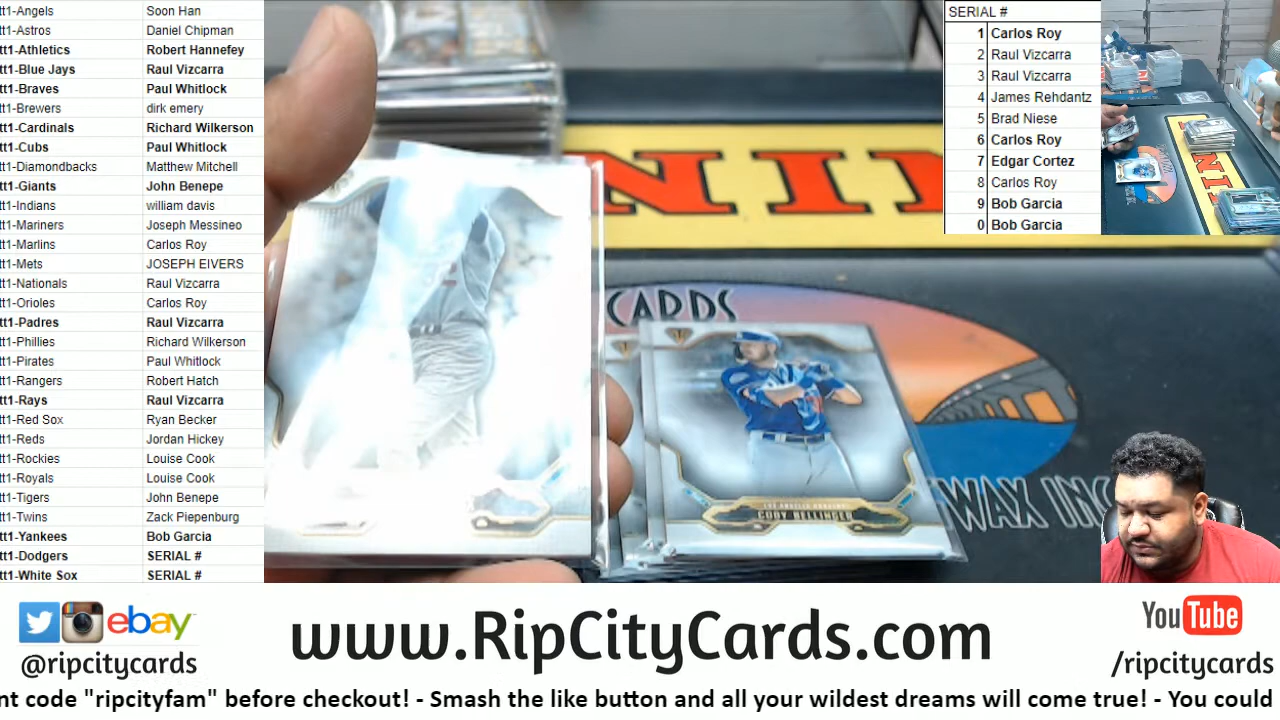 tt1-Angels Soon Han
tt1-Astros Daniel Chipman
tt1-Athletics Robert Hannefey
tt1-Blue Jays Raul Vizcarra
tt1-Braves Paul Whitlock
tt1-Brewers dirk emery
tt1-Cardinals Richard Wilkerson
tt1-Cubs Paul Whitlock
tt1-Diamondbacks Matthew Mitchell
tt1-Giants John Benepe
tt1-Indians william davis
tt1-Mariners Joseph Messineo
tt1-Marlins Carlos Roy
tt1-Mets JOSEPH EIVERS
tt1-Nationals Raul Vizcarra
tt1-Orioles Carlos Roy
tt1-Padres Raul Vizcarra
tt1-Phillies Richard Wilkerson
tt1-Pirates Paul Whitlock
tt1-Rangers Robert Hatch
tt1-Rays Raul Vizcarra
tt1-Red Sox Ryan Becker
tt1-Reds Jordan Hickey
tt1-Rockies Louise Cook
tt1-Royals Louise Cook
tt1-Tigers John Benepe
tt1-Twins Zack Piepenburg
tt1-Yankees Bob Garcia
tt1-Dodgers SERIAL #
tt1-White Sox SERIAL #
SERIAL #
1 Carlos Roy
2 Raul Vizcarra
3 Raul Vizcarra
4 James Rehdantz
5 Brad Niese
6 Carlos Roy
7 Edgar Cortez
8 Carlos Roy
9 Bob Garcia
0 Bob Garcia
NINI
CARDS
LOS ANGELES DODGERS
CODY BELLINGER
WAX INC
ebay
@ripcitycards
www.RipCityCards.com
YouTube
/ripcitycards
nt code "ripcityfam" before checkout! - Smash the like button and all your wildest dreams will come true! - You could